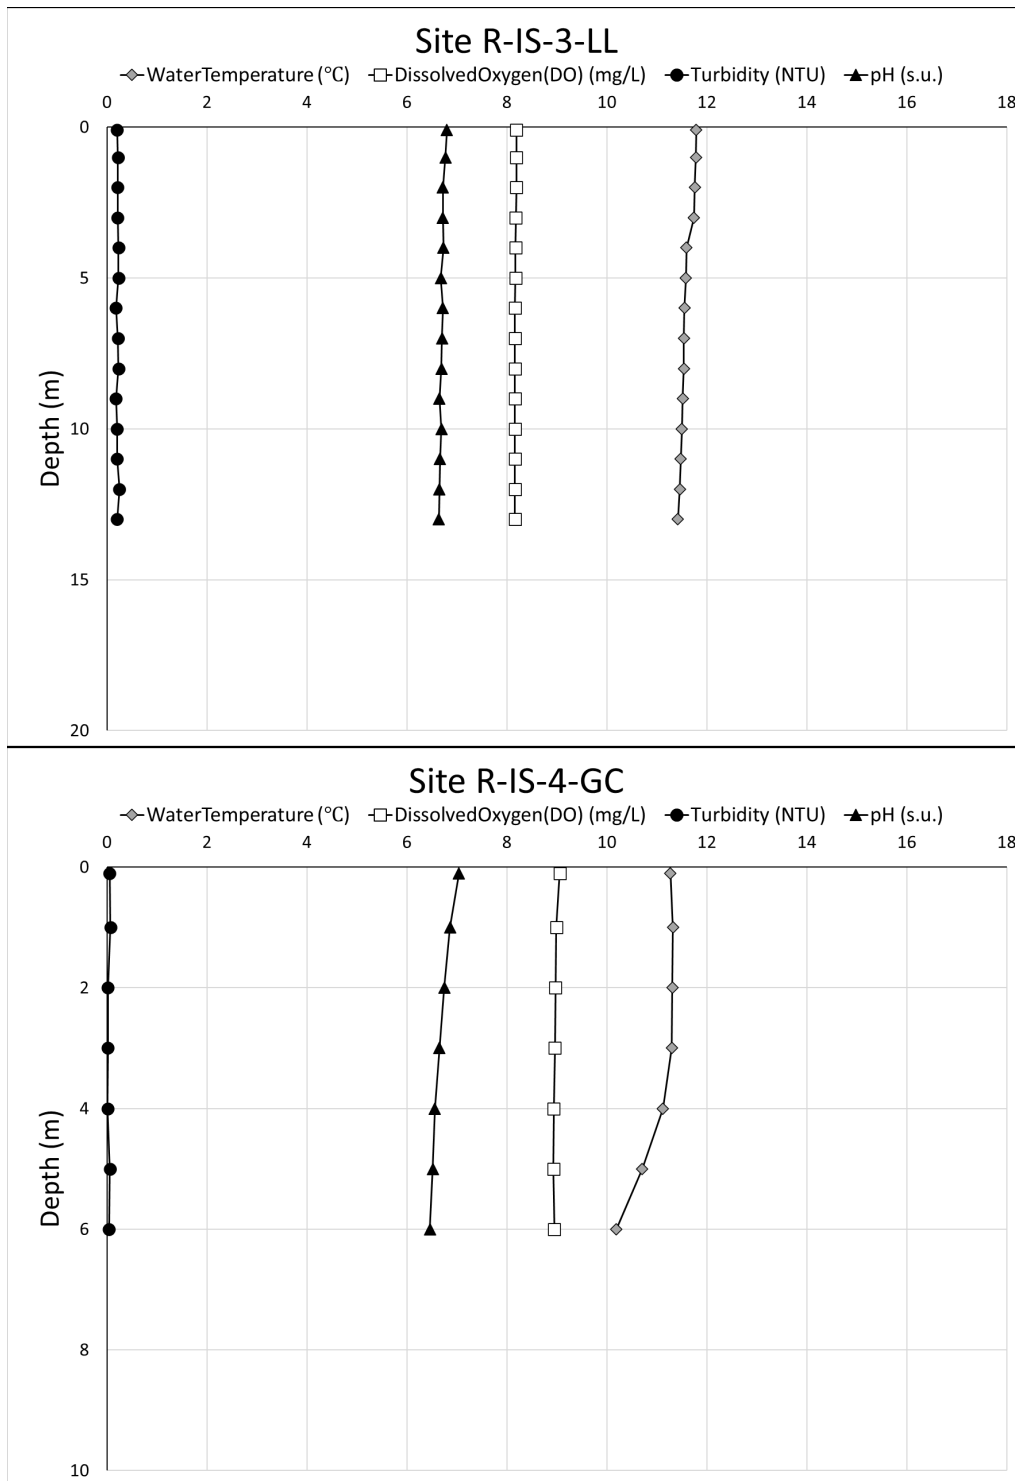 Site R-IS-3-LL
WaterTemperature (°C) DissolvedOxygen(DO) (mg/L) Turbidity (NTU) pH (s.u.)
0 2 4 6 8 10 12 14 16 18
0
5
10
15
20
Depth (m)
Site R-IS-4-GC
WaterTemperature (°C) DissolvedOxygen(DO) (mg/L) Turbidity (NTU) pH (s.u.)
0 2 4 6 8 10 12 14 16 18
0
2
4
6
8
10
Depth (m)